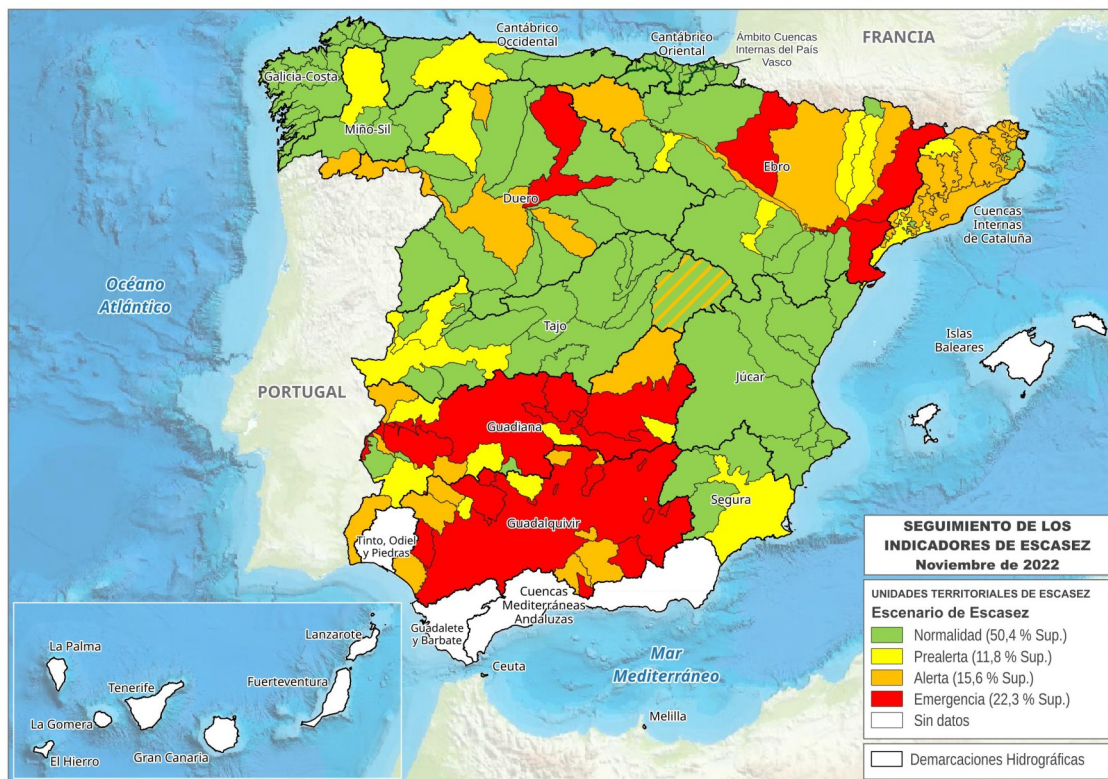 FRANCIA
Cantábrico
Occidental
Cantábrico
Oriental
Ámbito Cuencas
Internas del País
Vasco
Galicia-Costa
Miño-Sil
Ebro
Duero
Cuencas
Internas
de Cataluña
Océano
Atlántico
Tajo
Islas
Baleares
PORTUGAL
Júcar
Guadiana
Segura
Guadalquivir
Tinto, Odiel
y Piedras
Cuencas
Mediterráneas
Andaluzas
Guadalete
y Barbate
Ceuta
Mar
Mediterráneo
Melilla
La Palma
Lanzarote
Tenerife
Fuerteventura
La Gomera
El Hierro
Gran Canaria
SEGUIMIENTO DE LOS
INDICADORES DE ESCASEZ
Noviembre de 2022
UNIDADES TERRITORIALES DE ESCASEZ
Escenario de Escasez
Normalidad (50,4 % Sup.)
Prealerta (11,8 % Sup.)
Alerta (15,6 % Sup.)
Emergencia (22,3 % Sup.)
Sin datos
Demarcaciones Hidrográficas